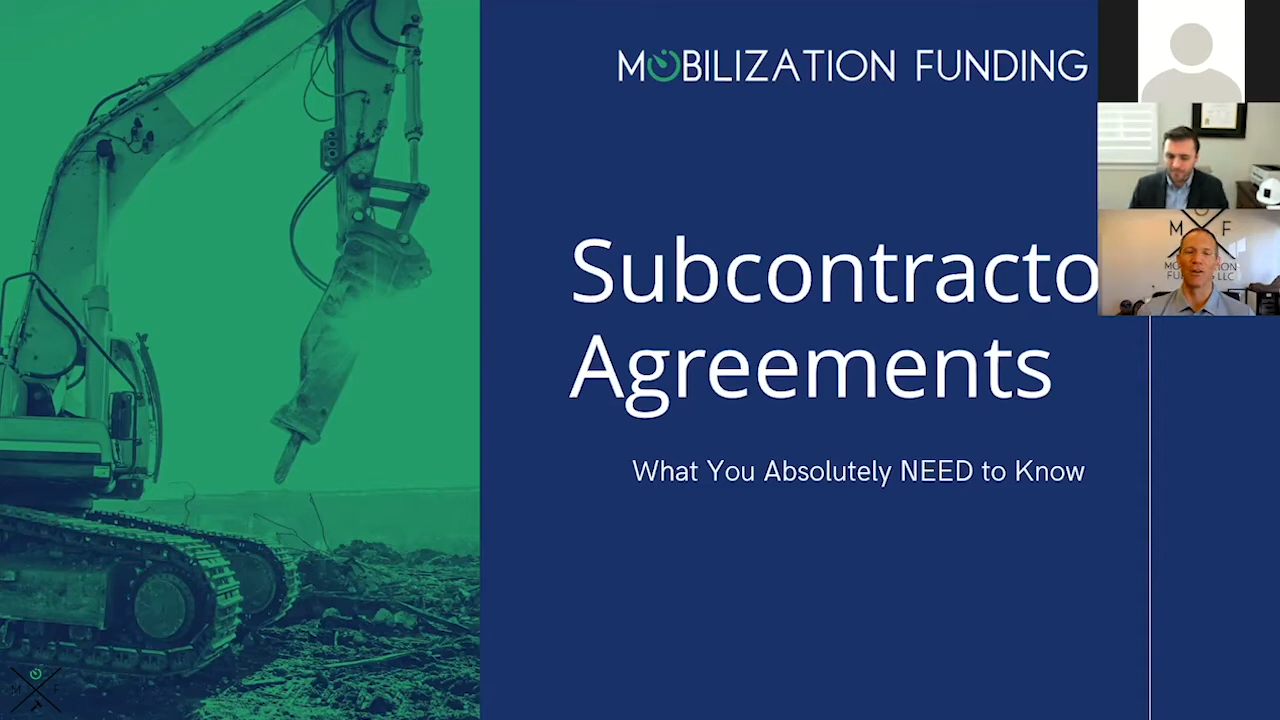 MOBILIZATION FUNDING
Subcontracto
Agreements
What You Absolutely NEED to Know
M F
M F